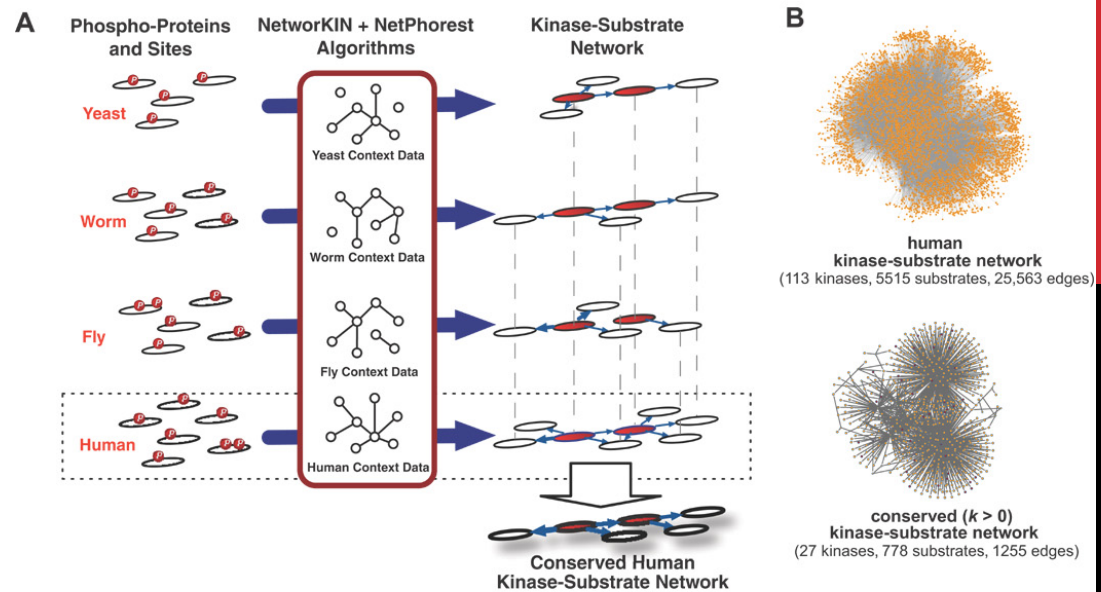 A
Phospho-Proteins
and Sites
NetworKIN + NetPhorest
Algorithms
Kinase-Substrate
Network
Yeast
P
P
P
P
Yeast Context Data
Worm
P
P
P
P
P
Worm Context Data
Fly
P
P
P
P
P
P
Fly Context Data
Human
P
P
P
P
P
P
P
Human Context Data
Conserved Human
Kinase-Substrate Network
B
human
kinase-substrate network
(113 kinases, 5515 substrates, 25,563 edges)
conserved (k > 0)
kinase-substrate network
(27 kinases, 778 substrates, 1255 edges)